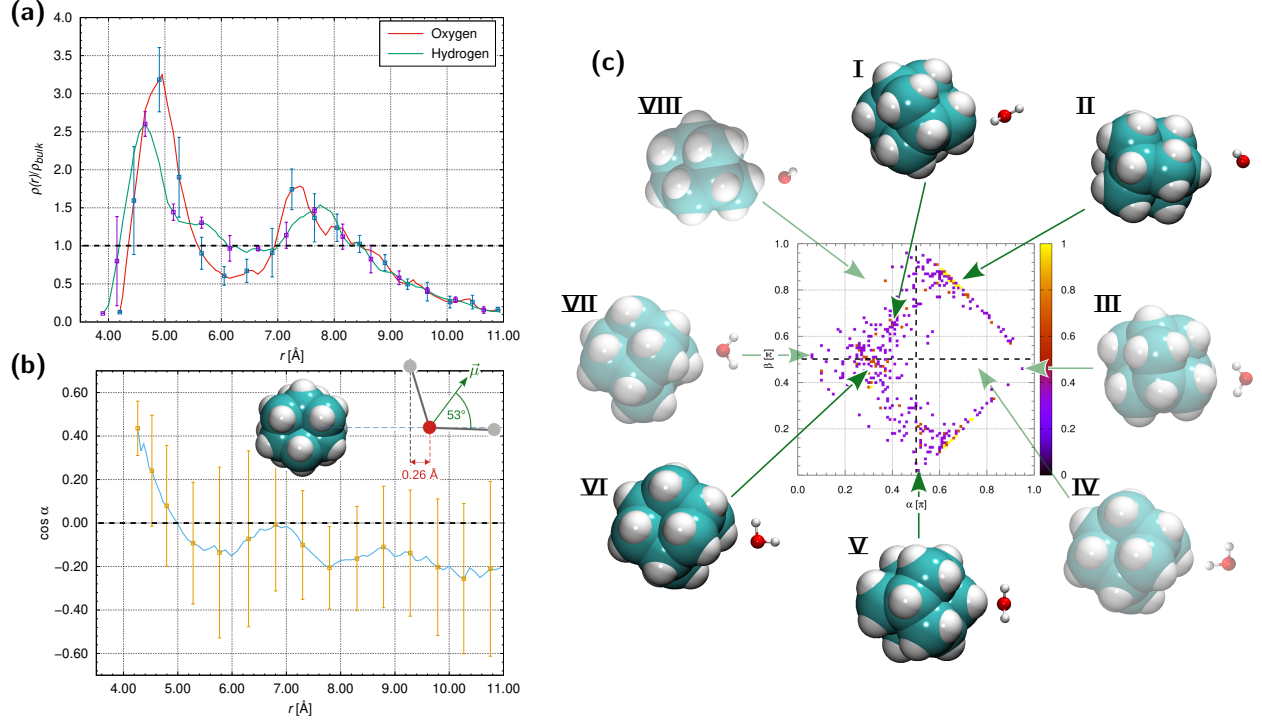 (a)
4.0
3.5
3.0
2.5
2.0
1.5
1.0
0.5
0.0
ρ(r)/ρbulk
Oxygen
Hydrogen
4.00 5.00 6.00 7.00 8.00 9.00 10.00 11.00
r [Å]
(b)
0.60
0.40
0.20
0.00
−0.20
−0.40
−0.60
cos α
μ⃗
53°
0.26 Å
4.00 5.00 6.00 7.00 8.00 9.00 10.00 11.00
r [Å]
(c)
I
II
III
IV
V
VI
VII
VIII
1.0
0.8
0.6
0.4
0.2
0.0
β [π]
0.0 0.2 0.4 0.6 0.8 1.0
α [π]
1
0.8
0.6
0.4
0.2
0